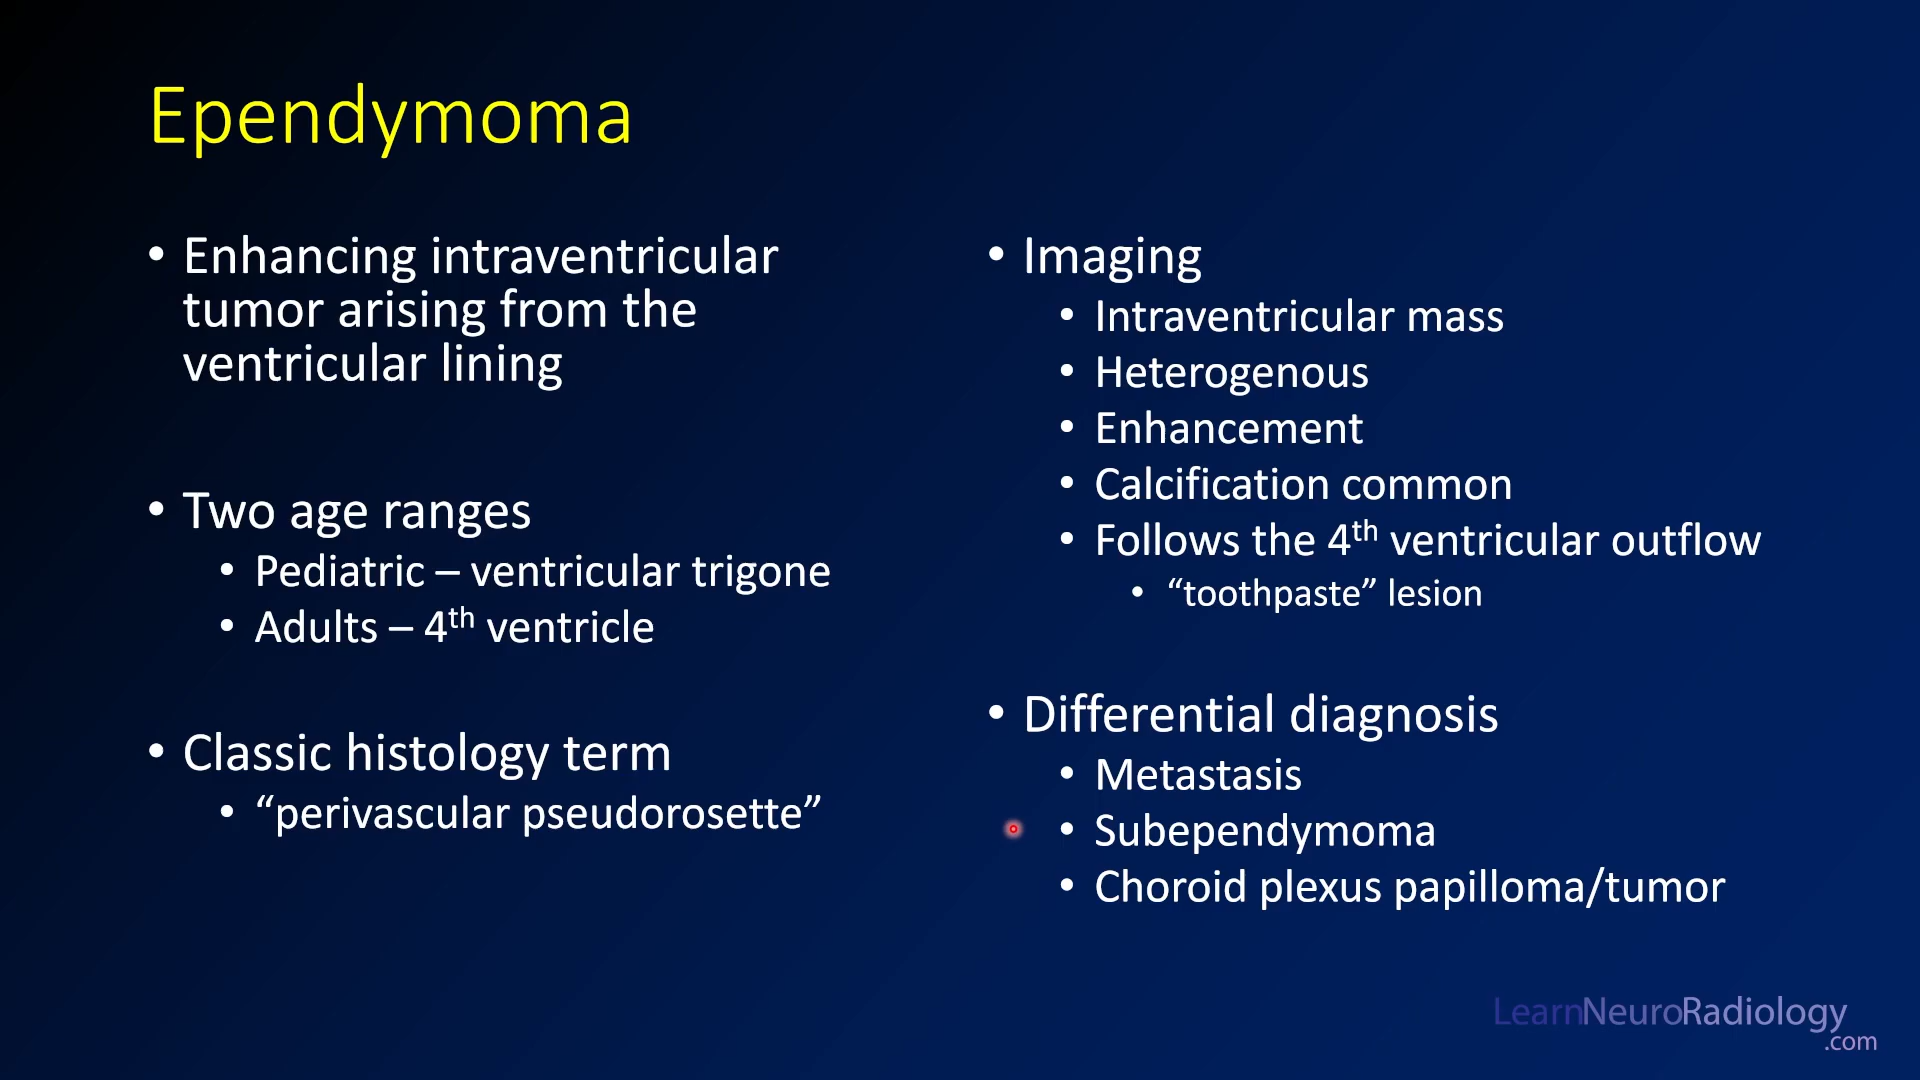 Ependymoma
• Enhancing intraventricular
tumor arising from the
ventricular lining
• Two age ranges
• Pediatric – ventricular trigone
• Adults – 4th ventricle
• Classic histology term
• “perivascular pseudorosette”
• Imaging
• Intraventricular mass
• Heterogenous
• Enhancement
• Calcification common
• Follows the 4th ventricular outflow
• “toothpaste” lesion
• Differential diagnosis
• Metastasis
• Subependymoma
• Choroid plexus papilloma/tumor
LearnNeuroRadiology
.com